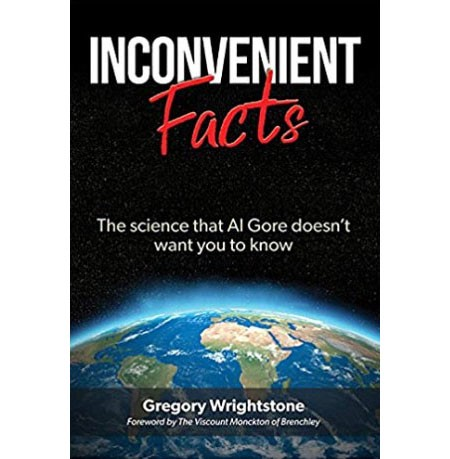 INCONVENIENT
Facts
The science that Al Gore doesn't
want you to know
Gregory Wrightstone
Foreword by The Viscount Monckton of Brenchley